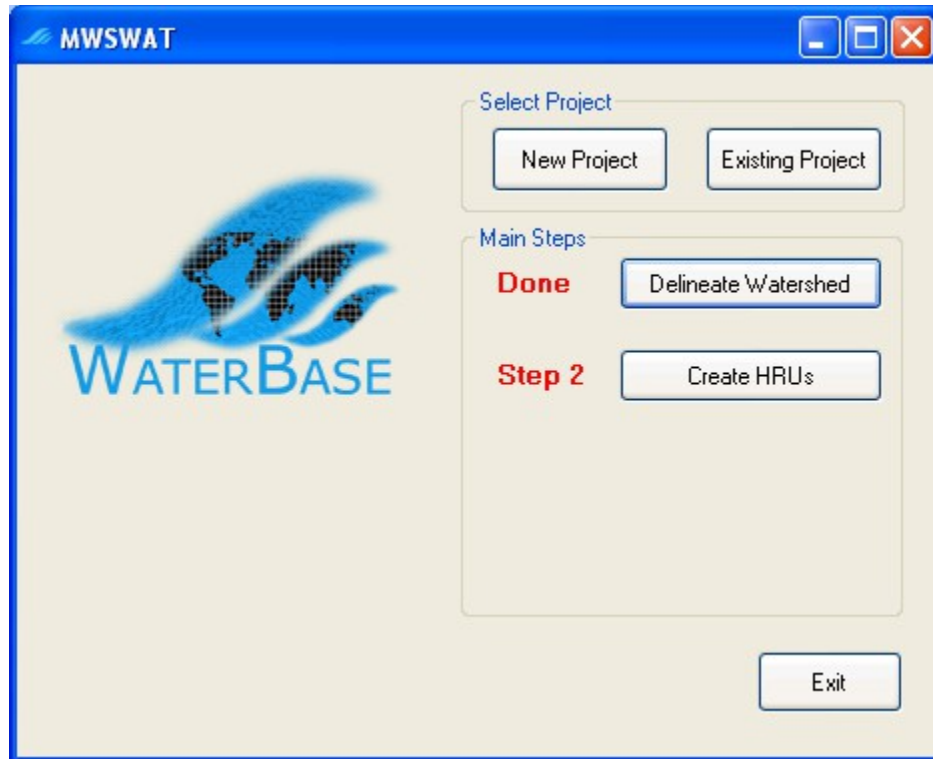 MWSWAT
Select Project
New Project
Existing Project
Main Steps
Done
Delineate Watershed
Step 2
Create HRUs
WATERBASE
Exit